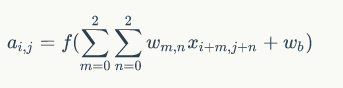 a_{i,j} = f(\sum_{m=0}^{2} \sum_{n=0}^{2} w_{m,n} x_{i+m,j+n} + w_b)